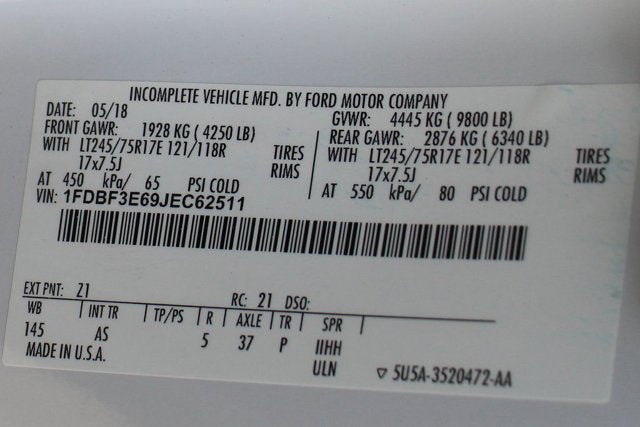 INCOMPLETE VEHICLE MFD. BY FORD MOTOR COMPANY
DATE: 05/18 GVWR: 4445 KG ( 9800 LB)
FRONT GAWR: 1928 KG ( 4250 LB) REAR GAWR: 2876 KG ( 6340 LB)
WITH LT245/75R17E 121/118R TIRES WITH LT245/75R17E 121/118R TIRES
17x7.5J RIMS 17x7.5J RIMS
AT 450 kPa/ 65 PSI COLD AT 550 kPa/ 80 PSI COLD
VIN: 1FDBF3E69JEC62511
EXT PNT: Z1 RC: 21 DSO:
WB INT TR TP/PS R AXLE TR SPR
145 AS 5 37 P IIHH
MADE IN U.S.A. ULN ▽ 5U5A-3520472-AA